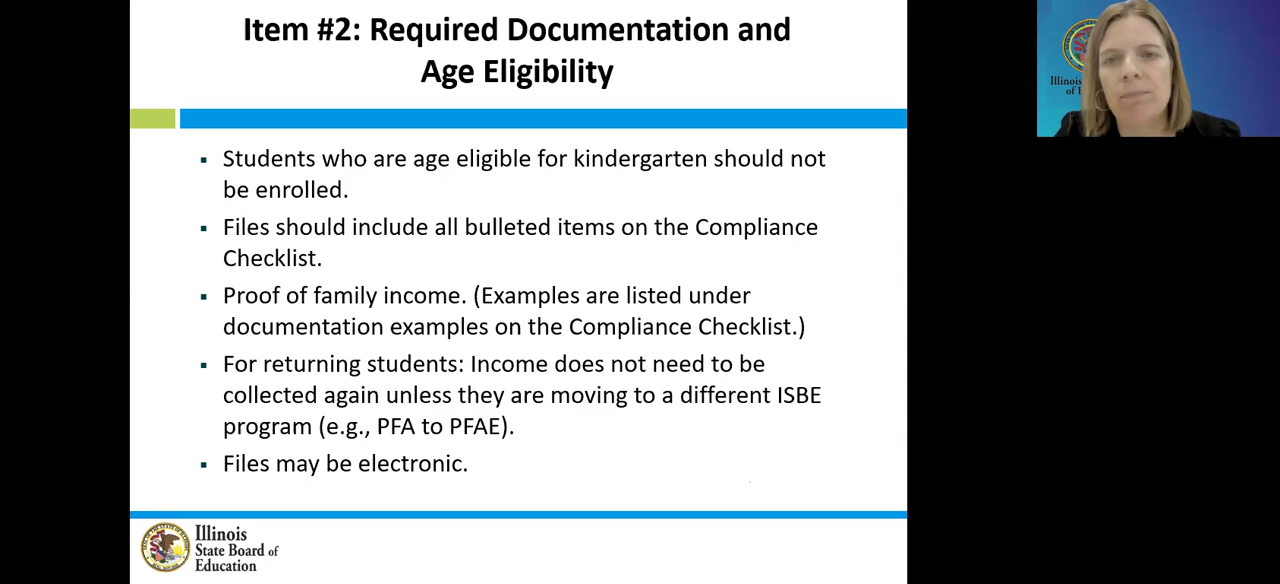 Item #2: Required Documentation and
Age Eligibility
▪ Students who are age eligible for kindergarten should not
be enrolled.
▪ Files should include all bulleted items on the Compliance
Checklist.
▪ Proof of family income. (Examples are listed under
documentation examples on the Compliance Checklist.)
▪ For returning students: Income does not need to be
collected again unless they are moving to a different ISBE
program (e.g., PFA to PFAE).
▪ Files may be electronic.
Illinois
State Board of
Education
Illinois
of